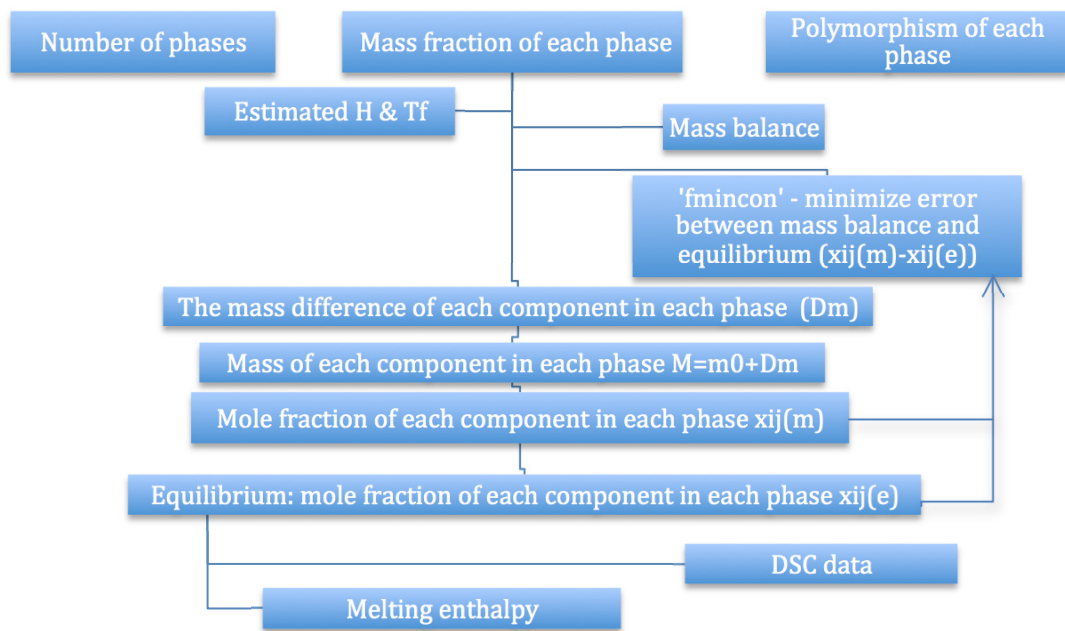 Number of phases
Mass fraction of each phase
Polymorphism of each
phase
Estimated H & Tf
Mass balance
'fmincon' - minimize error
between mass balance and
equilibrium (xij(m)-xij(e))
The mass difference of each component in each phase (Dm)
Mass of each component in each phase M=m0+Dm
Mole fraction of each component in each phase xij(m)
Equilibrium: mole fraction of each component in each phase xij(e)
DSC data
Melting enthalpy